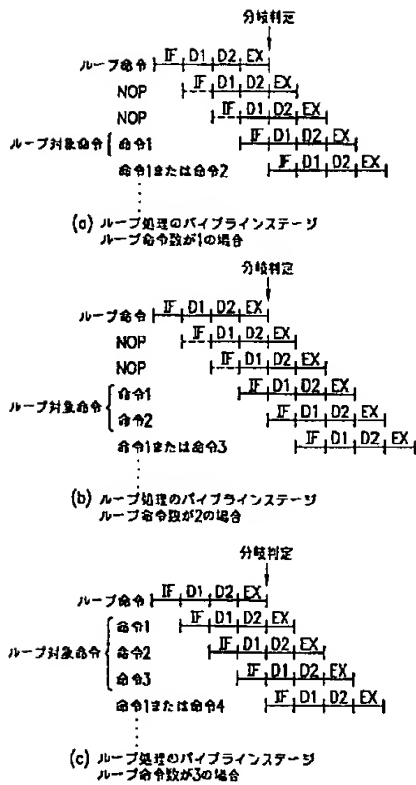 分岐判定
ループ命令 IF D1 D2 EX
NOP IF D1 D2 EX
NOP IF D1 D2 EX
ループ対象命令 命令1 IF D1 D2 EX
命令1または命令2 IF D1 D2 EX
(a) ループ処理のパイプラインステージ
ループ命令数が1の場合
分岐判定
ループ命令 IF D1 D2 EX
NOP IF D1 D2 EX
NOP IF D1 D2 EX
命令1 IF D1 D2 EX
ループ対象命令
命令2 IF D1 D2 EX
命令1または命令3 IF D1 D2 EX
(b) ループ処理のパイプラインステージ
ループ命令数が2の場合
分岐判定
ループ命令 IF D1 D2 EX
命令1 IF D1 D2 EX
ループ対象命令 命令2 IF D1 D2 EX
命令3 IF D1 D2 EX
命令1または命令4 IF D1 D2 EX
(c) ループ処理のパイプラインステージ
ループ命令数が3の場合